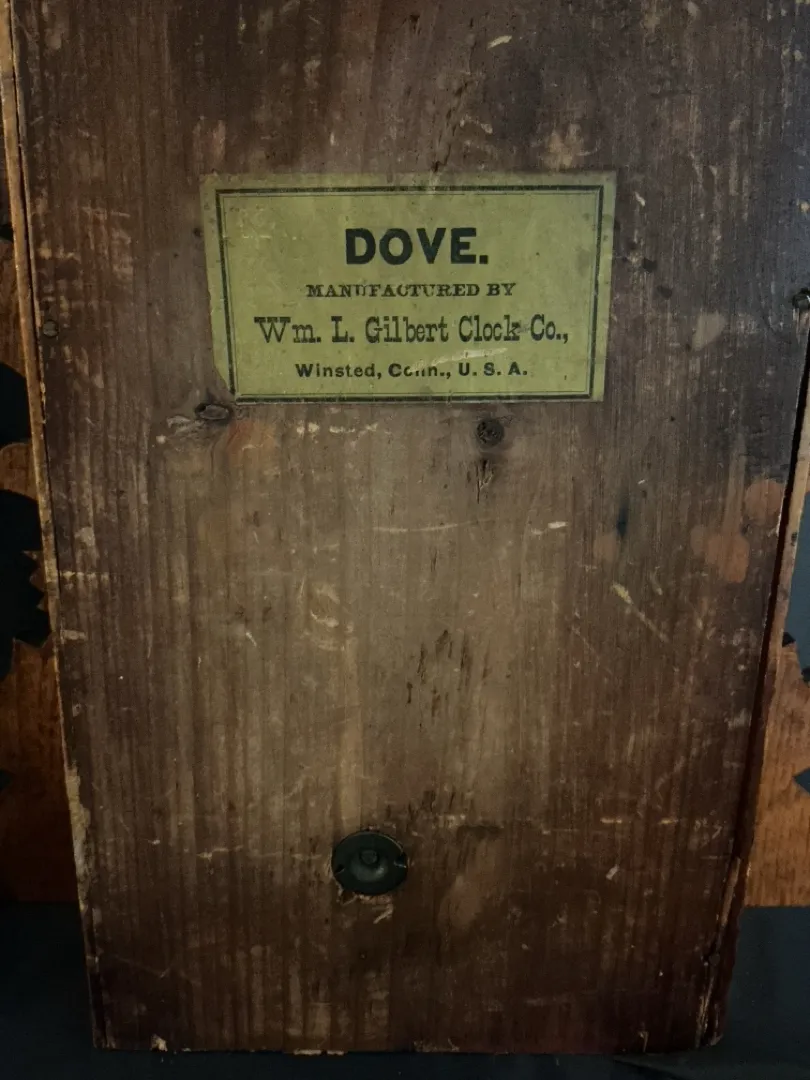 DOVE.
MANUFACTURED BY
Wm. L. Gilbert Clock Co.,
Winsted, Conn., U. S. A.